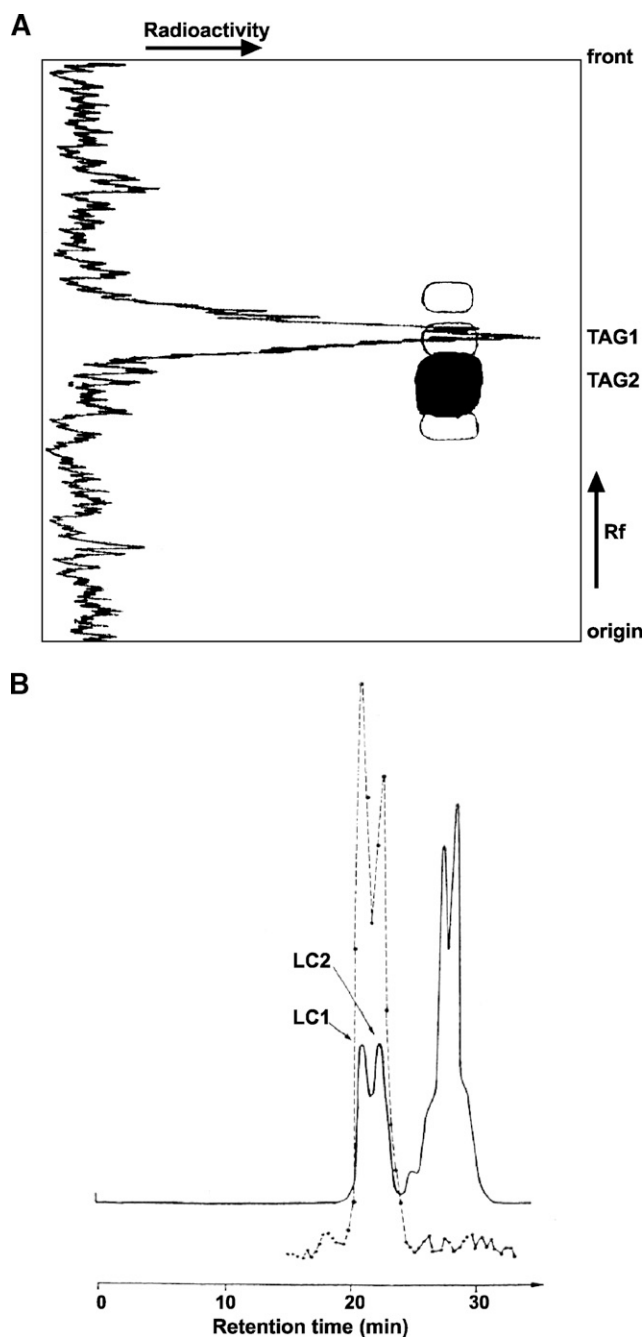 A
Radioactivity
front
TAG1
TAG2
Rf
origin
B
LC2
LC1
0
10
20
30
Retention time (min)